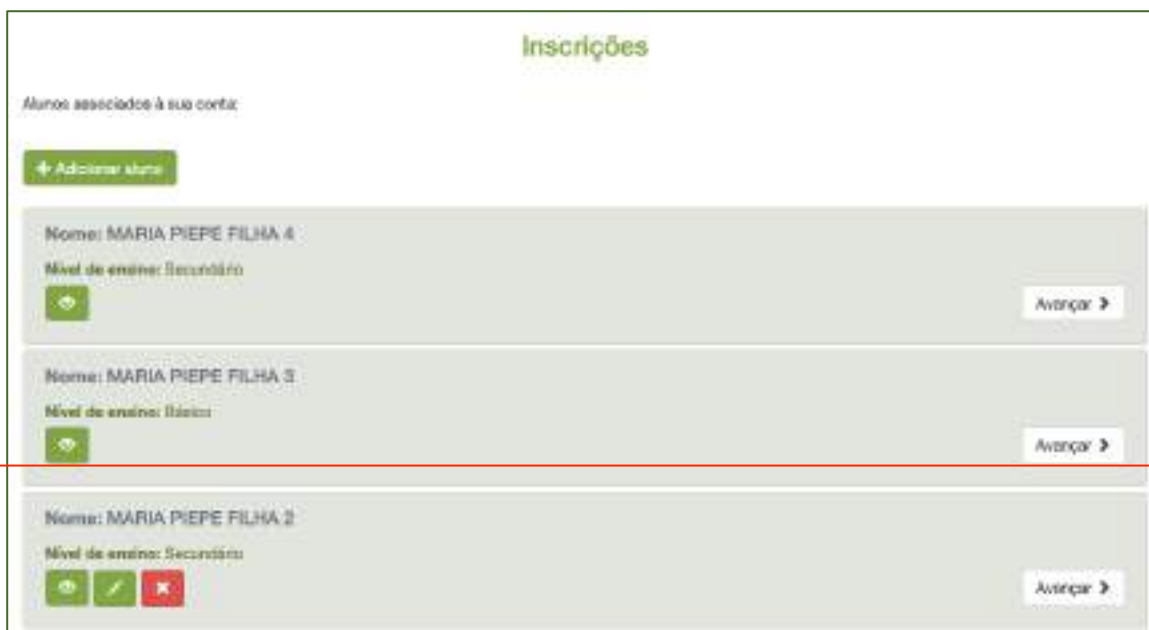 Inscrições
Alunos associados à sua conta:
Adicionar aluno
Nome: MARIA PIEPE FILHA 4
Nível de ensino: Secundário
Avançar
Nome: MARIA PIEPE FILHA 3
Nível de ensino: Básico
Avançar
Nome: MARIA PIEPE FILHA 2
Nível de ensino: Secundário
Avançar